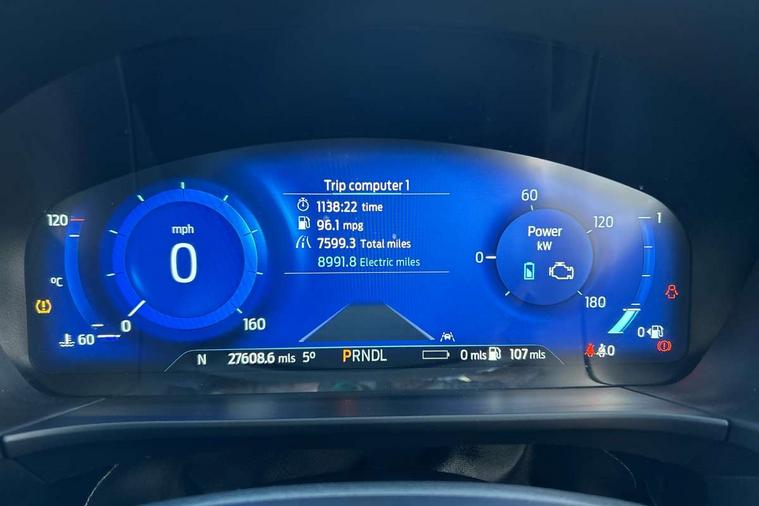 Trip computer 1
1138:22 time
96.1 mpg
7599.3 Total miles
8991.8 Electric miles
120
°C
60
mph
0
0
160
60
0
120
180
Power
kW
1
0
0
N 27608.6 mls 5° PRNDL 0 mls 107 mls